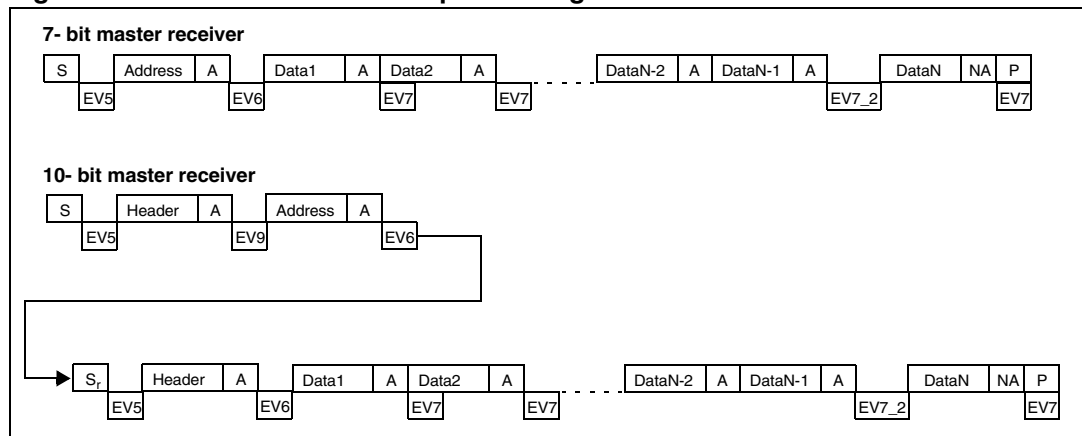 7- bit master receiver
S Address A Data1 A Data2 A DataN-2 A DataN-1 A DataN NA P
EV5 EV6 EV7 EV7 EV7_2 EV7
10- bit master receiver
S Header A Address A
EV5 EV9 EV6
Sr Header A Data1 A Data2 A DataN-2 A DataN-1 A DataN NA P
EV5 EV6 EV7 EV7 EV7_2 EV7